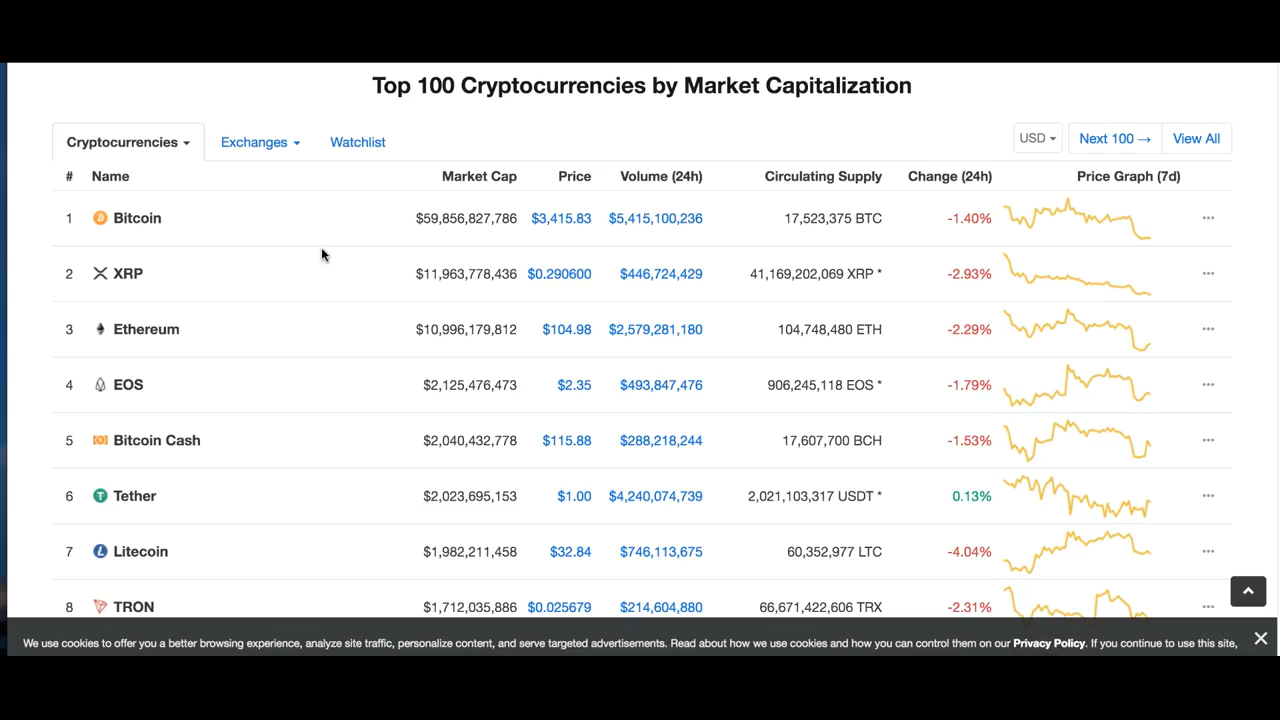 Top 100 Cryptocurrencies by Market Capitalization
Cryptocurrencies Exchanges Watchlist USD Next 100 → View All
# Name Market Cap Price Volume (24h) Circulating Supply Change (24h) Price Graph (7d)
1 Bitcoin $59,856,827,786 $3,415.83 $5,415,100,236 17,523,375 BTC -1.40%
2 XRP $11,963,778,436 $0.290600 $446,724,429 41,169,202,069 XRP * -2.93%
3 Ethereum $10,996,179,812 $104.98 $2,579,281,180 104,748,480 ETH -2.29%
4 EOS $2,125,476,473 $2.35 $493,847,476 906,245,118 EOS * -1.79%
5 Bitcoin Cash $2,040,432,778 $115.88 $288,218,244 17,607,700 BCH -1.53%
6 Tether $2,023,695,153 $1.00 $4,240,074,739 2,021,103,317 USDT * 0.13%
7 Litecoin $1,982,211,458 $32.84 $746,113,675 60,352,977 LTC -4.04%
8 TRON $1,712,035,886 $0.025679 $214,604,880 66,671,422,606 TRX -2.31%
We use cookies to offer you a better browsing experience, analyze site traffic, personalize content, and serve targeted advertisements. Read about how we use cookies and how you can control them on our Privacy Policy. If you continue to use this site,